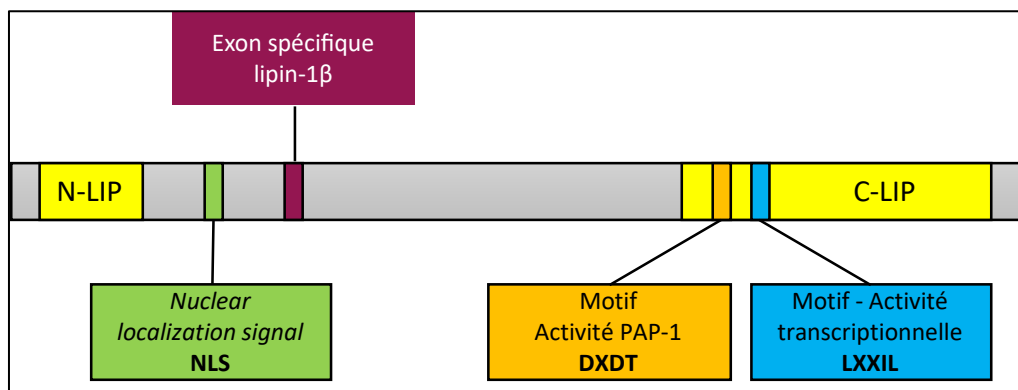 Exon spécifique
lipin-1β
N-LIP
C-LIP
Nuclear
localization signal
NLS
Motif
Activité PAP-1
DXDT
Motif - Activité
transcriptionnelle
LXXIL